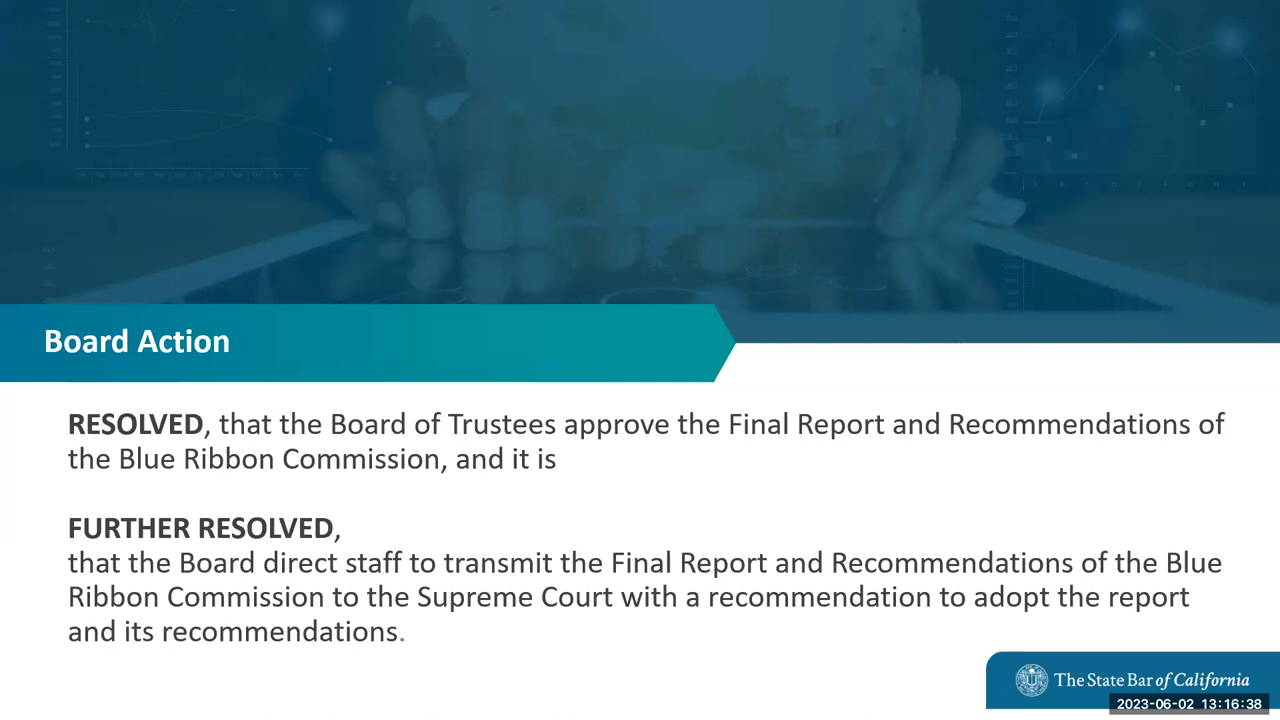 Board Action
RESOLVED, that the Board of Trustees approve the Final Report and Recommendations of
the Blue Ribbon Commission, and it is
FURTHER RESOLVED,
that the Board direct staff to transmit the Final Report and Recommendations of the Blue
Ribbon Commission to the Supreme Court with a recommendation to adopt the report
and its recommendations.
The State Bar of California
2023-06-02 13:16:38